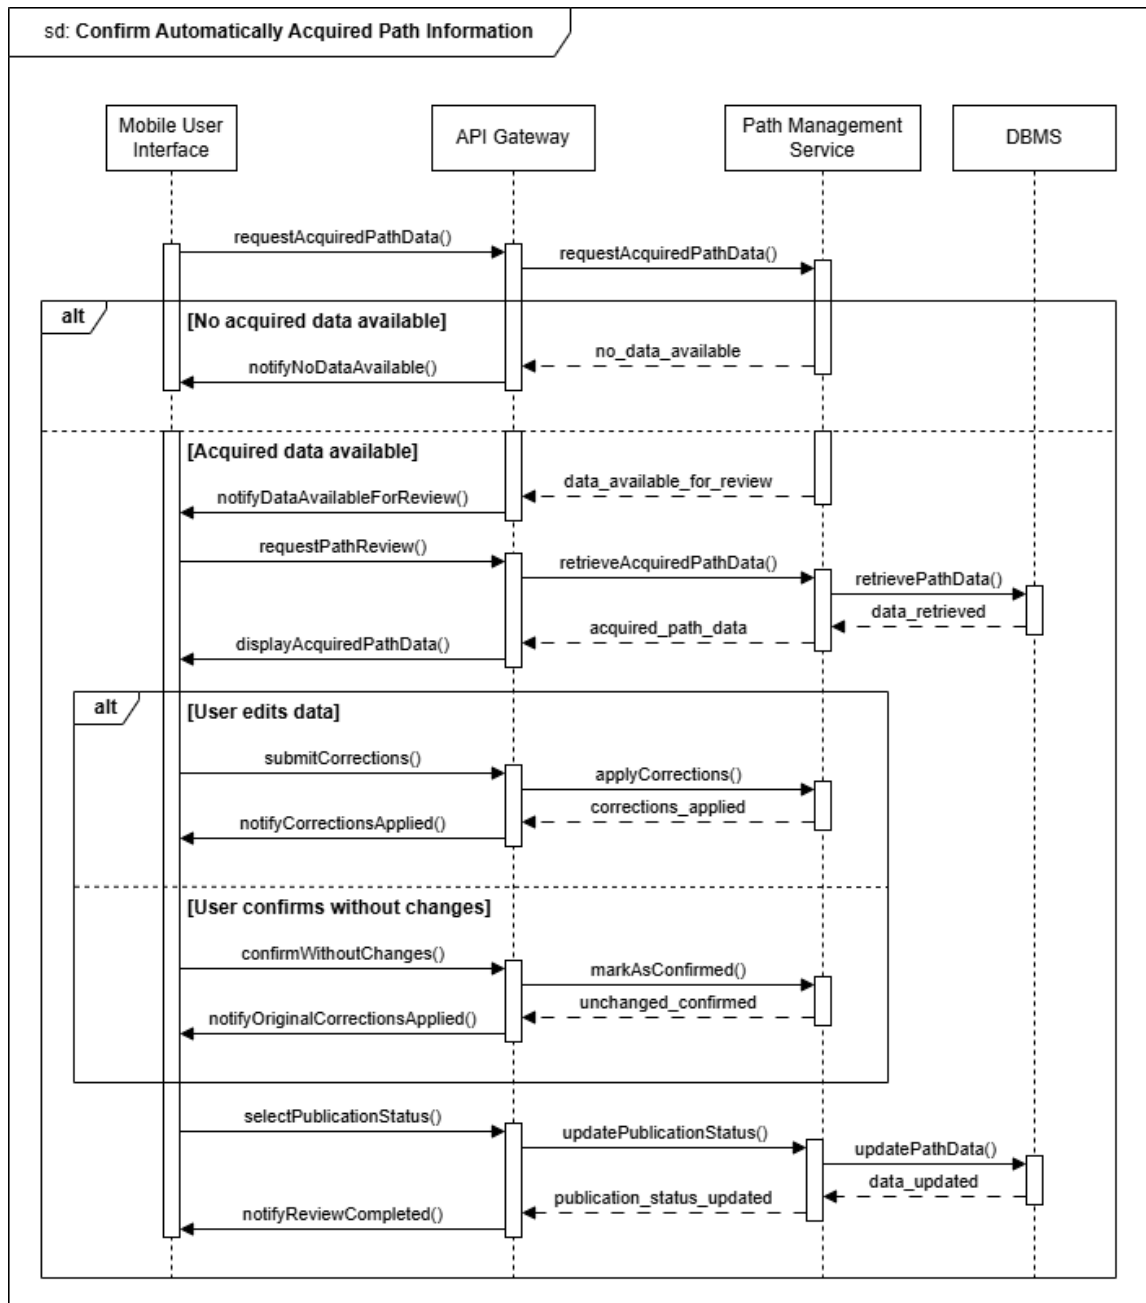 sd: Confirm Automatically Acquired Path Information
Mobile User
Interface
API Gateway
Path Management
Service
DBMS
requestAcquiredPathData()
requestAcquiredPathData()
alt
[No acquired data available]
no_data_available
notifyNoDataAvailable()
[Acquired data available]
data_available_for_review
notifyDataAvailableForReview()
requestPathReview()
retrieveAcquiredPathData()
retrievePathData()
data_retrieved
acquired_path_data
displayAcquiredPathData()
alt
[User edits data]
submitCorrections()
applyCorrections()
corrections_applied
notifyCorrectionsApplied()
[User confirms without changes]
confirmWithoutChanges()
markAsConfirmed()
unchanged_confirmed
notifyOriginalCorrectionsApplied()
selectPublicationStatus()
updatePublicationStatus()
updatePathData()
data_updated
publication_status_updated
notifyReviewCompleted()